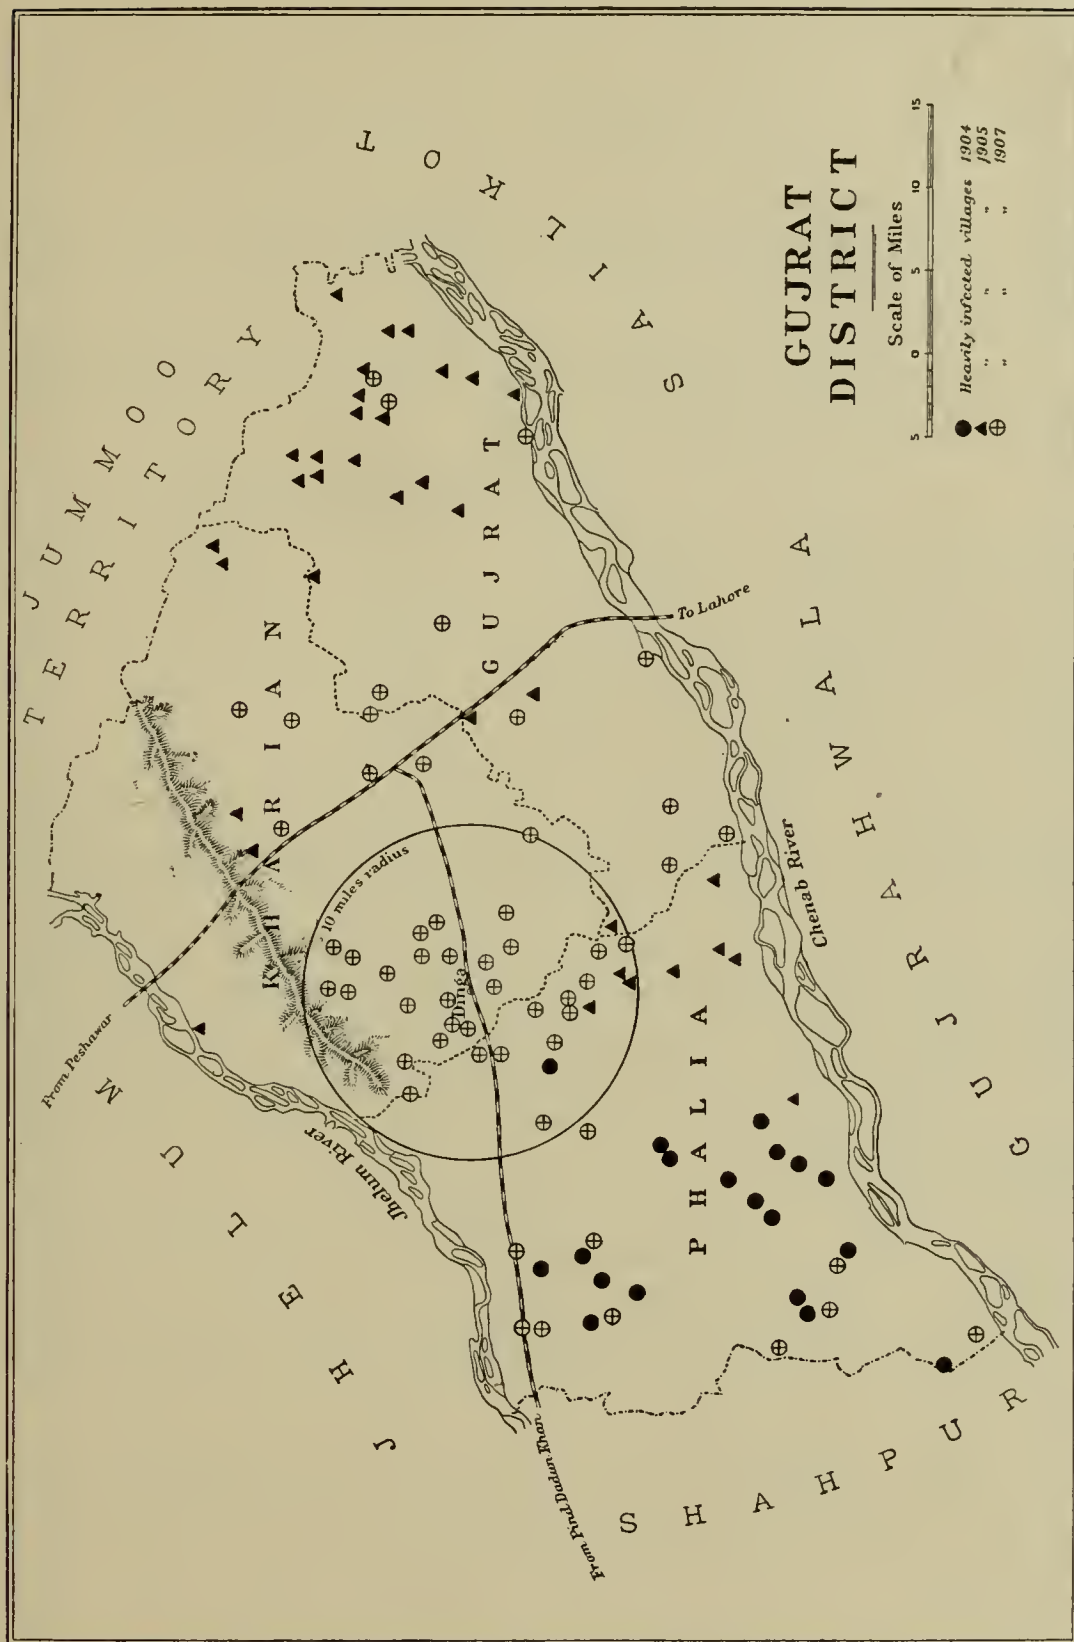 GUJRAT
DISTRICT
Scale of Miles
5 0 5 10 15
Heavily infected villages 1904
" " " 1905
" " " 1907
JUMMOO
TERRITORY
SIALKOT
GUJRAHWALA
SHAHPUR
JHELUM
KHARIAN
GUJRAT
PHALIA
From Peshawar
Jhelum River
10 miles radius
Dinga
To Lahore
Chenab River
From Pind Dadun Khan